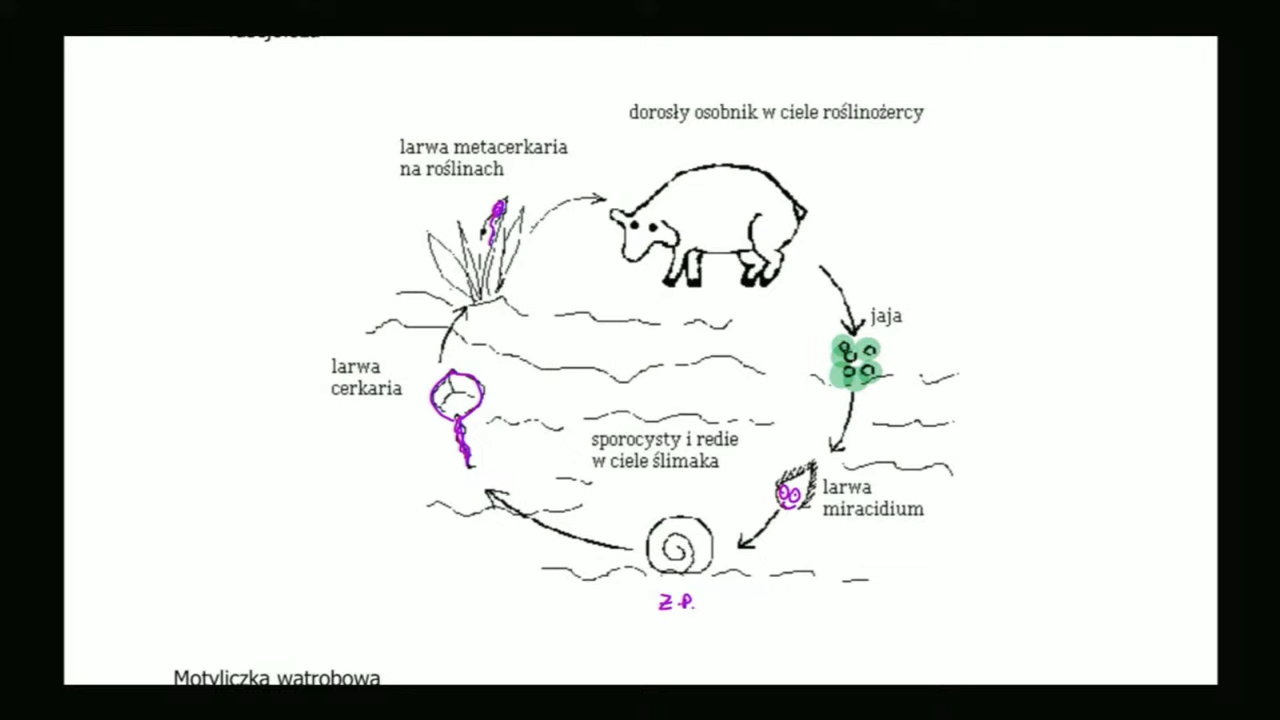 dorosły osobnik w ciele roślinożercy
larwa metacerkaria
na roślinach
jaja
larwa
cerkaria
sporocysty i redie
w ciele ślimaka
larwa
miracidium
Z.P.
Motyliczka wątrobowa